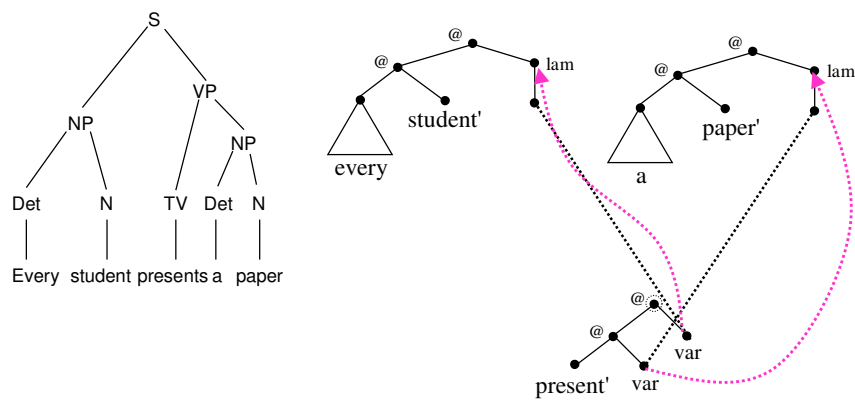 S
NP VP
NP
Det N TV Det N
Every student presents a paper
@
@ lam
student'
every
@
@ lam
paper'
a
@
@
var
present' var